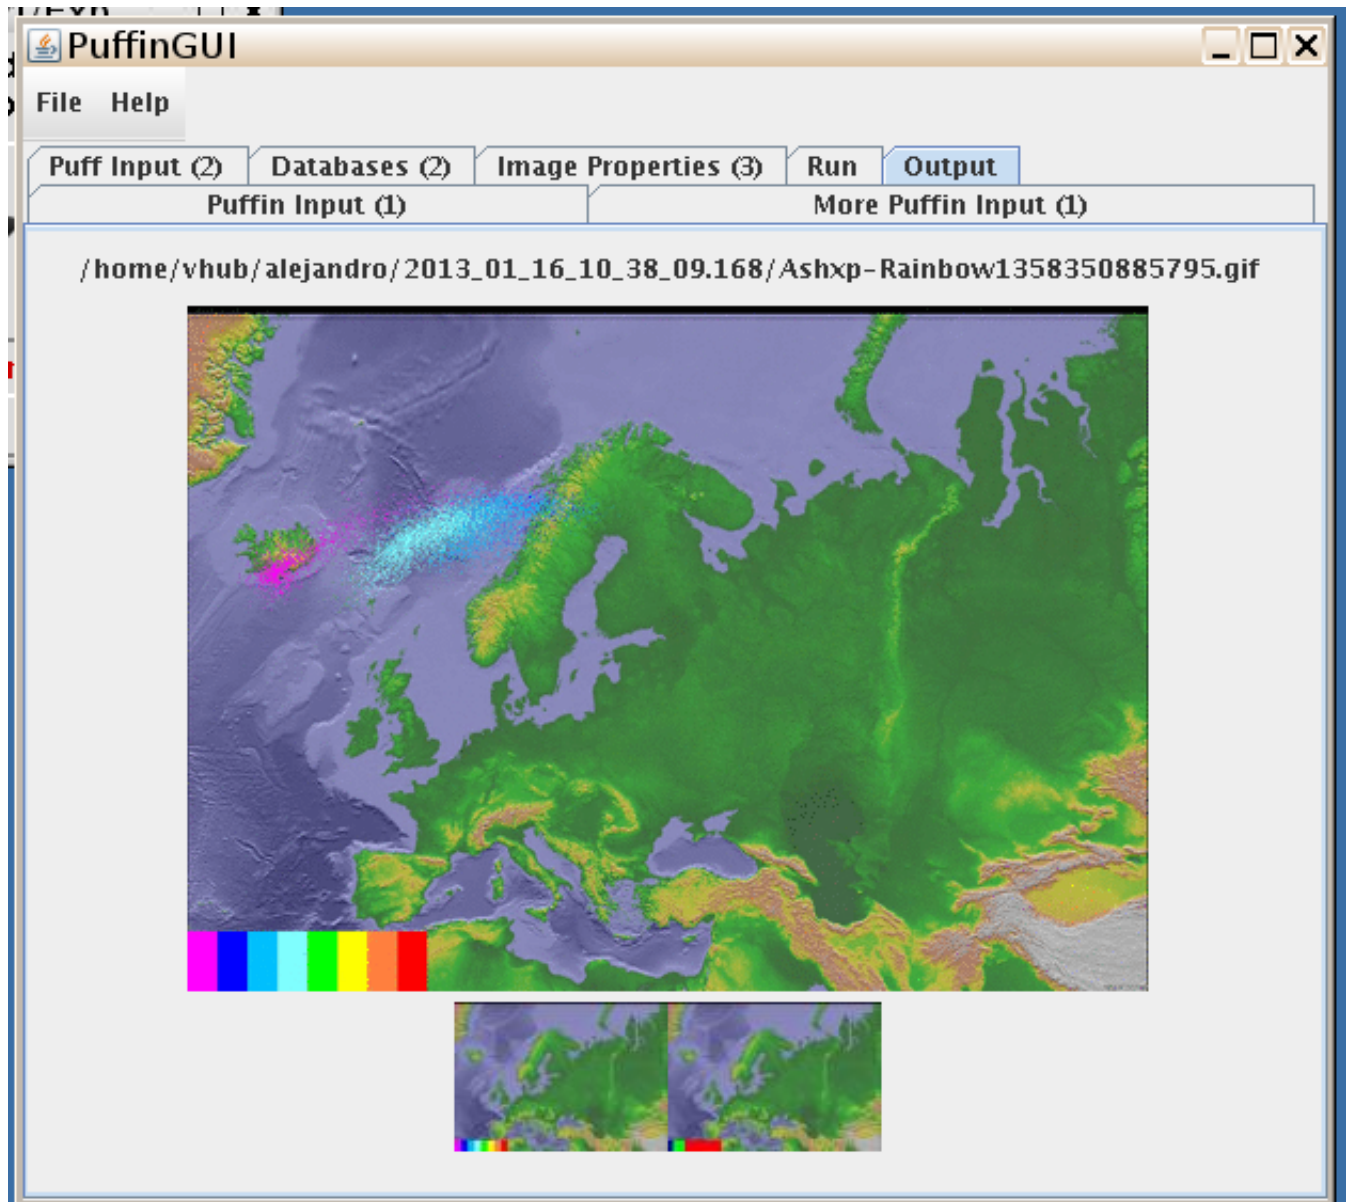 PuffinGUI
File Help
Puff Input (2) Databases (2) Image Properties (3) Run Output
Puffin Input (1) More Puffin Input (1)
/home/vhub/alejandro/2013_01_16_10_38_09.168/Ashxp-Rainbow1358350885795.gif